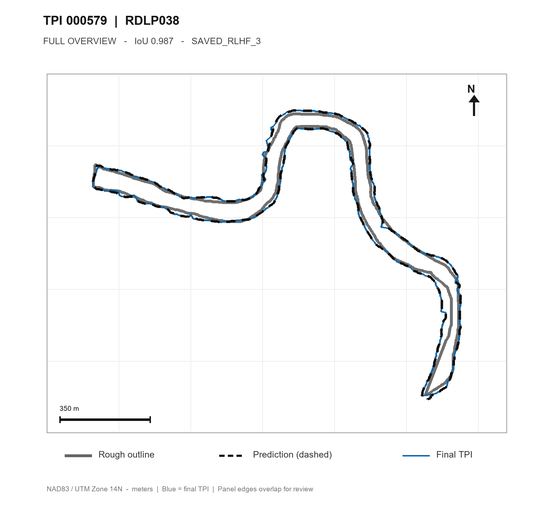 TPI 000579 | RDLP038
FULL OVERVIEW - IoU 0.987 - SAVED_RLHF_3
N
350 m
Rough outline Prediction (dashed) Final TPI
NAD83 / UTM Zone 14N - meters | Blue = final TPI | Panel edges overlap for review